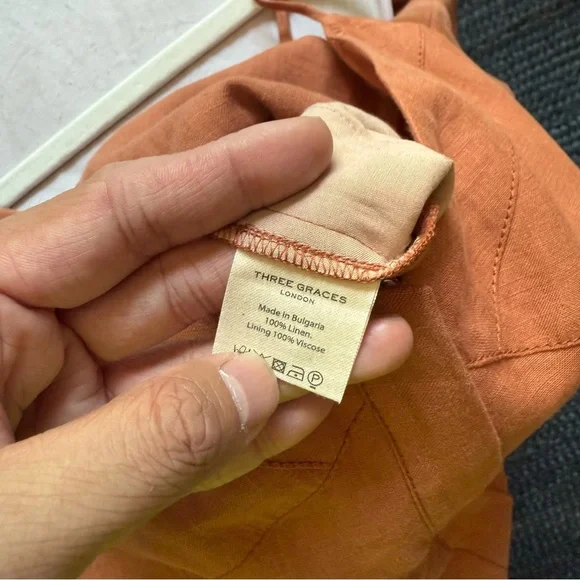 THREE GRACES
LONDON
Made in Bulgaria
100% Linen.
Lining 100% Viscose
P